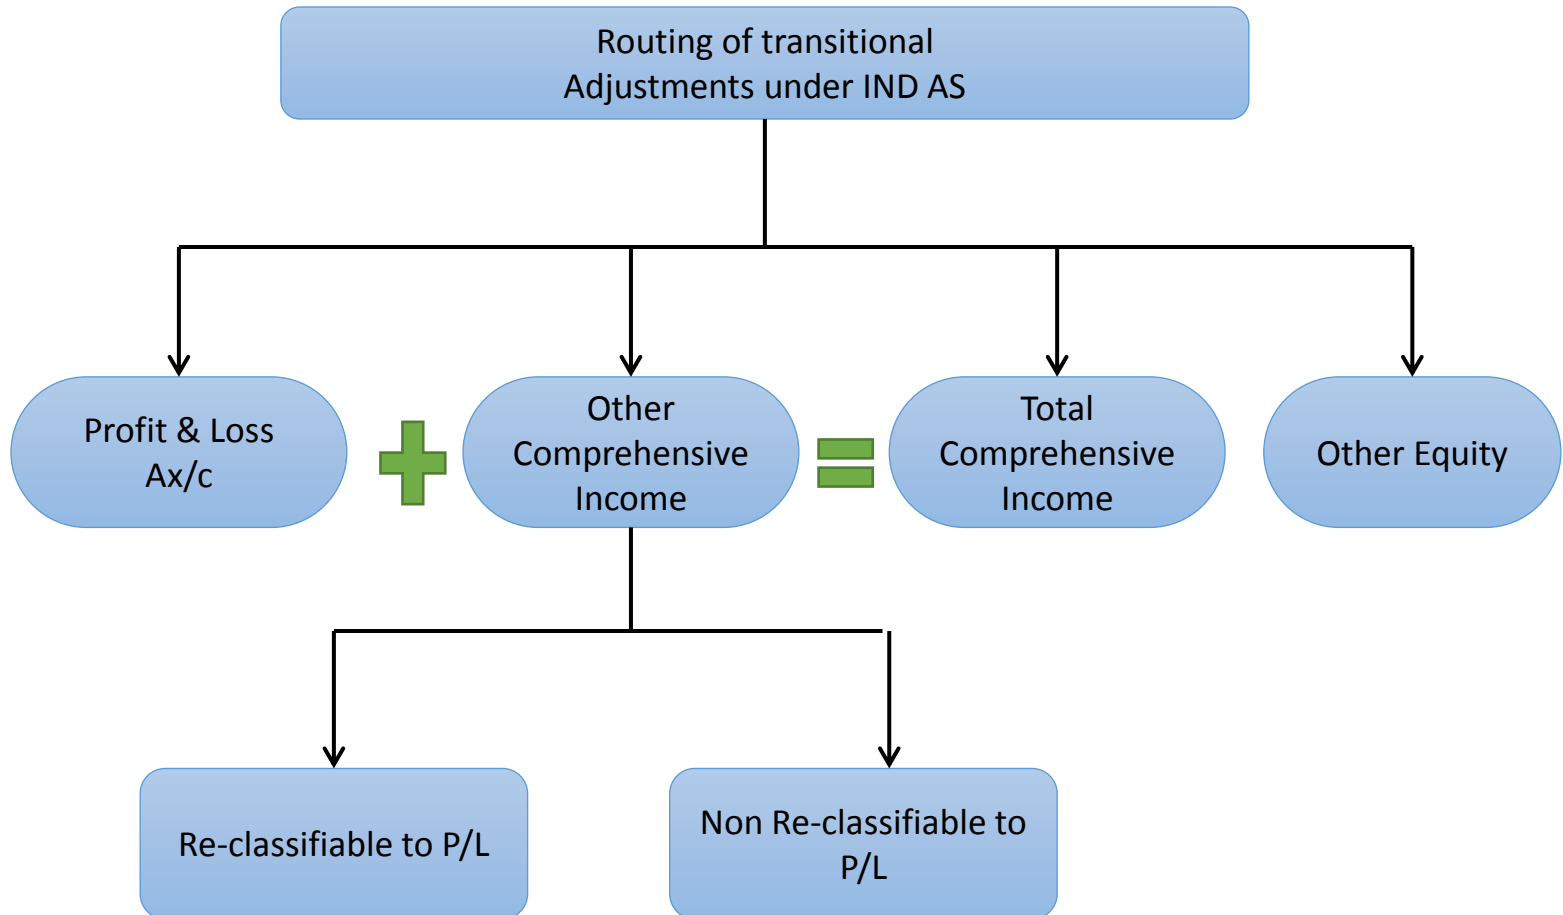 Routing of transitional
Adjustments under IND AS
Profit & Loss
Ax/c
Other
Comprehensive
Income
Total
Comprehensive
Income
Other Equity
Re-classifiable to P/L
Non Re-classifiable to
P/L